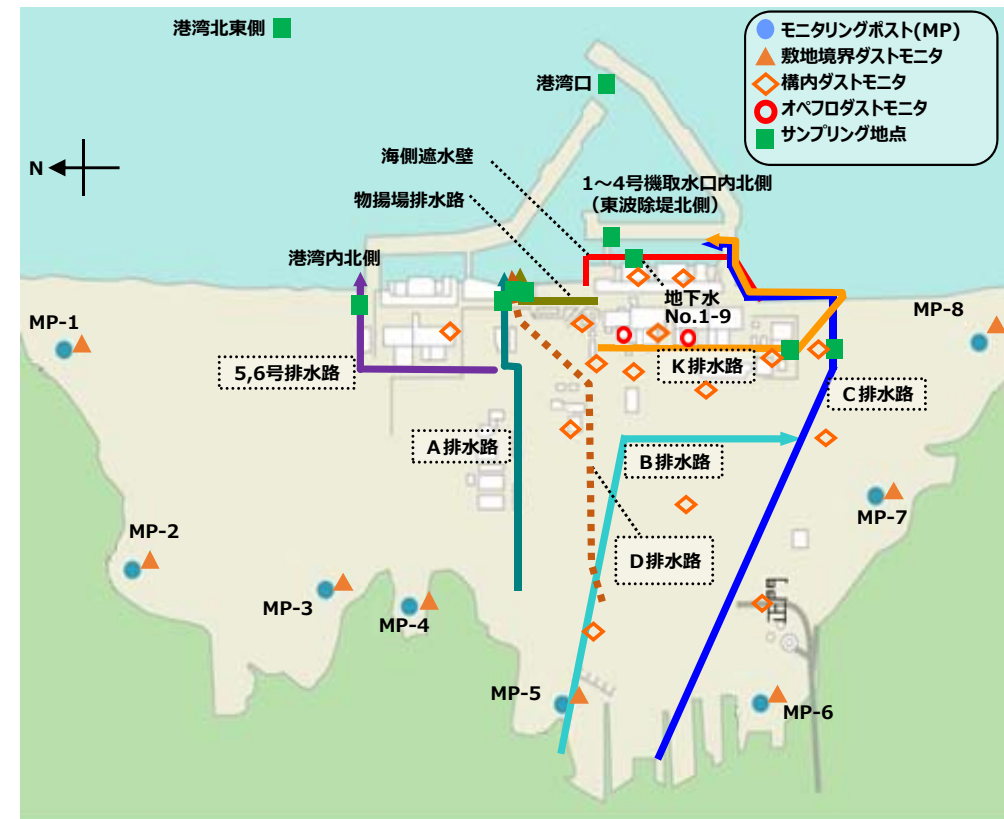 港湾北東側
モニタリングポスト(MP)
敷地境界ダストモニタ
構内ダストモニタ
オペフロダストモニタ
サンプリング地点
港湾口
N
海側遮水壁
1～4号機取水口内北側
（東波除堤北側）
物揚場排水路
港湾内北側
地下水
No.1-9
MP-1
MP-8
5,6号排水路
K排水路
C排水路
A排水路
B排水路
MP-7
MP-2
D排水路
MP-3
MP-4
正門
MP-5
MP-6